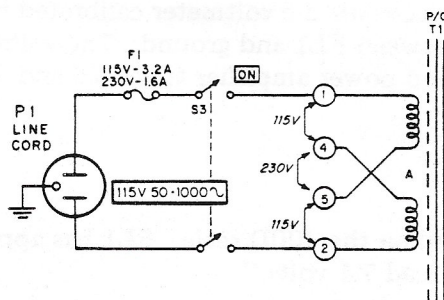 P/O
T1
F1
115V-3.2A
230V-1.6A
ON
S3
P1
LINE
CORD
115V 50-1000~
1
115V
4
230V
5
A
115V
2